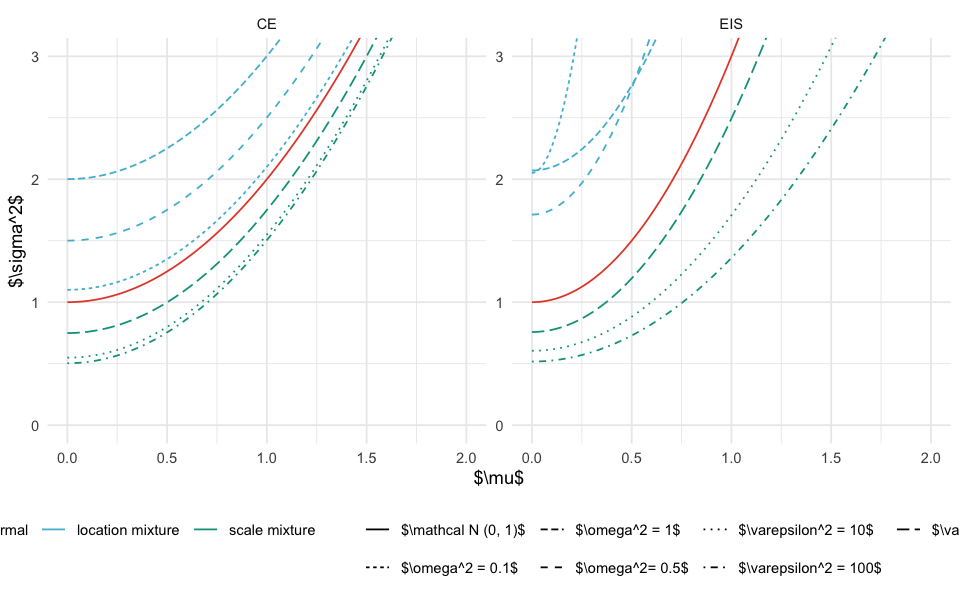 CE EIS
3 3
2 2
1 1
0 0
$\sigma^2$
0.0 0.5 1.0 1.5 2.0 0.0 0.5 1.0 1.5 2.0
$\mu$
rmal location mixture scale mixture $\mathcal N (0, 1)$ $\omega^2 = 1$ $\varepsilon^2 = 10$ $\va
$\omega^2 = 0.1$ $\omega^2= 0.5$ $\varepsilon^2 = 100$